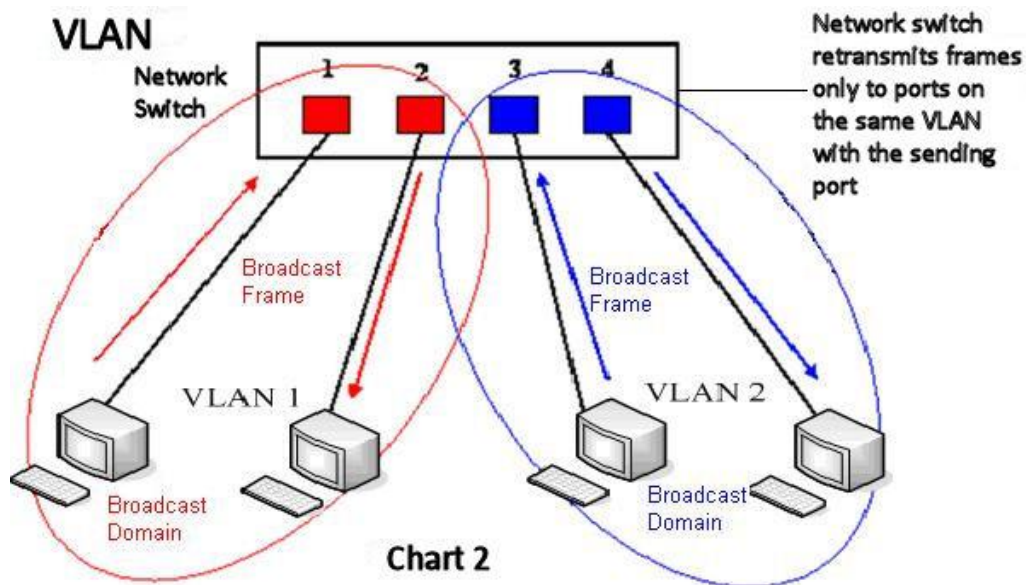 VLAN
Network
Switch
1 2 3 4
Network switch
retransmits frames
only to ports on
the same VLAN
with the sending
port
Broadcast
Frame
Broadcast
Frame
VLAN 1
VLAN 2
Broadcast
Domain
Broadcast
Domain
Chart 2